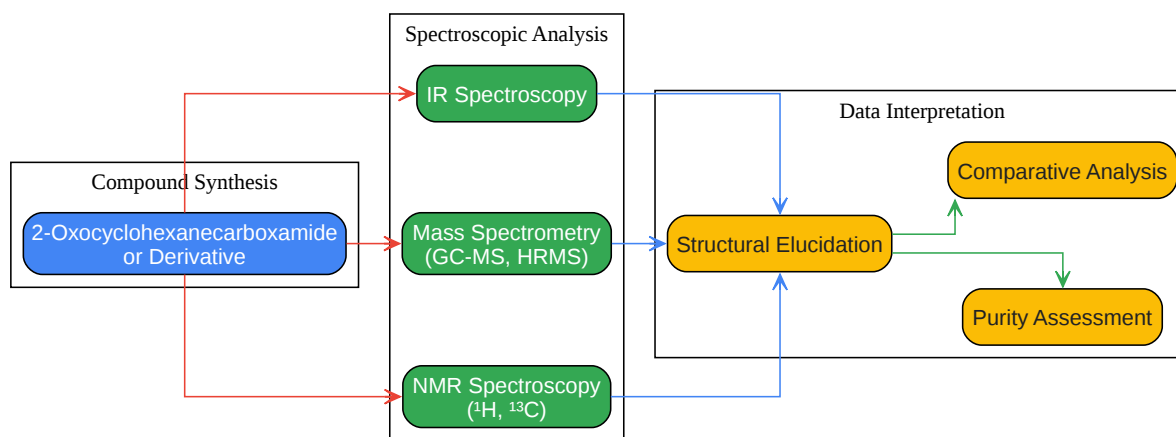 Compound Synthesis
2-Oxocyclohexanecarboxamide
or Derivative
Spectroscopic Analysis
IR Spectroscopy
Mass Spectrometry
(GC-MS, HRMS)
NMR Spectroscopy
(¹H, ¹³C)
Data Interpretation
Structural Elucidation
Comparative Analysis
Purity Assessment